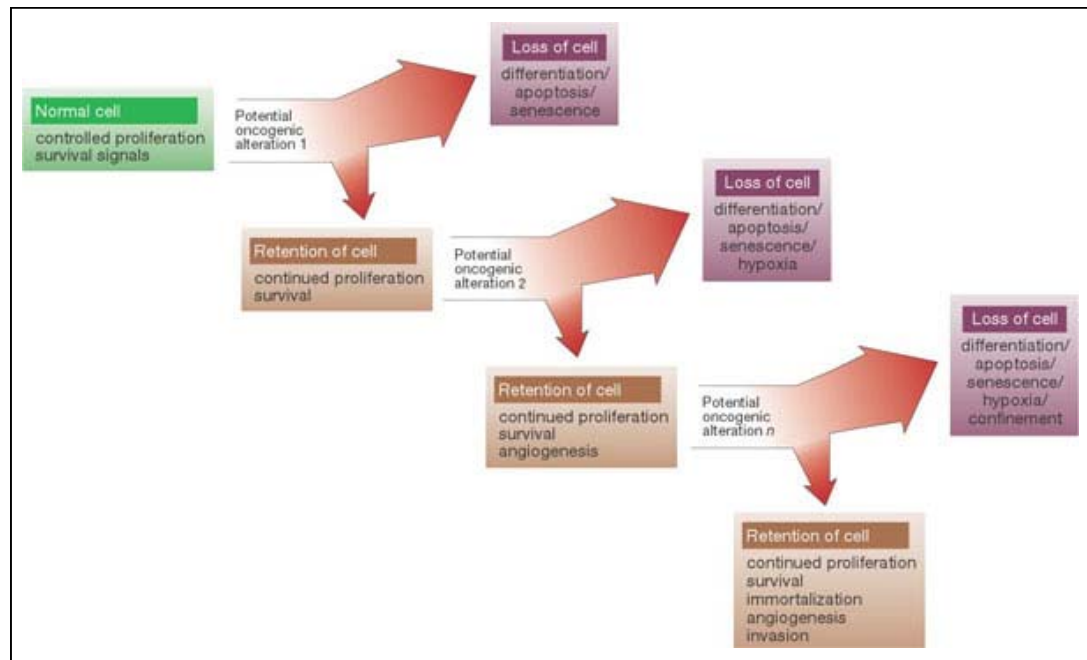 Normal cell
controlled proliferation
survival signals
Potential
oncogenic
alteration 1
Loss of cell
differentiation/
apoptosis/
senescence
Retention of cell
continued proliferation
survival
Potential
oncogenic
alteration 2
Loss of cell
differentiation/
apoptosis/
senescence/
hypoxia
Retention of cell
continued proliferation
survival
angiogenesis
Potential
oncogenic
alteration n
Loss of cell
differentiation/
apoptosis/
senescence/
hypoxia/
confinement
Retention of cell
continued proliferation
survival
immortalization
angiogenesis
invasion